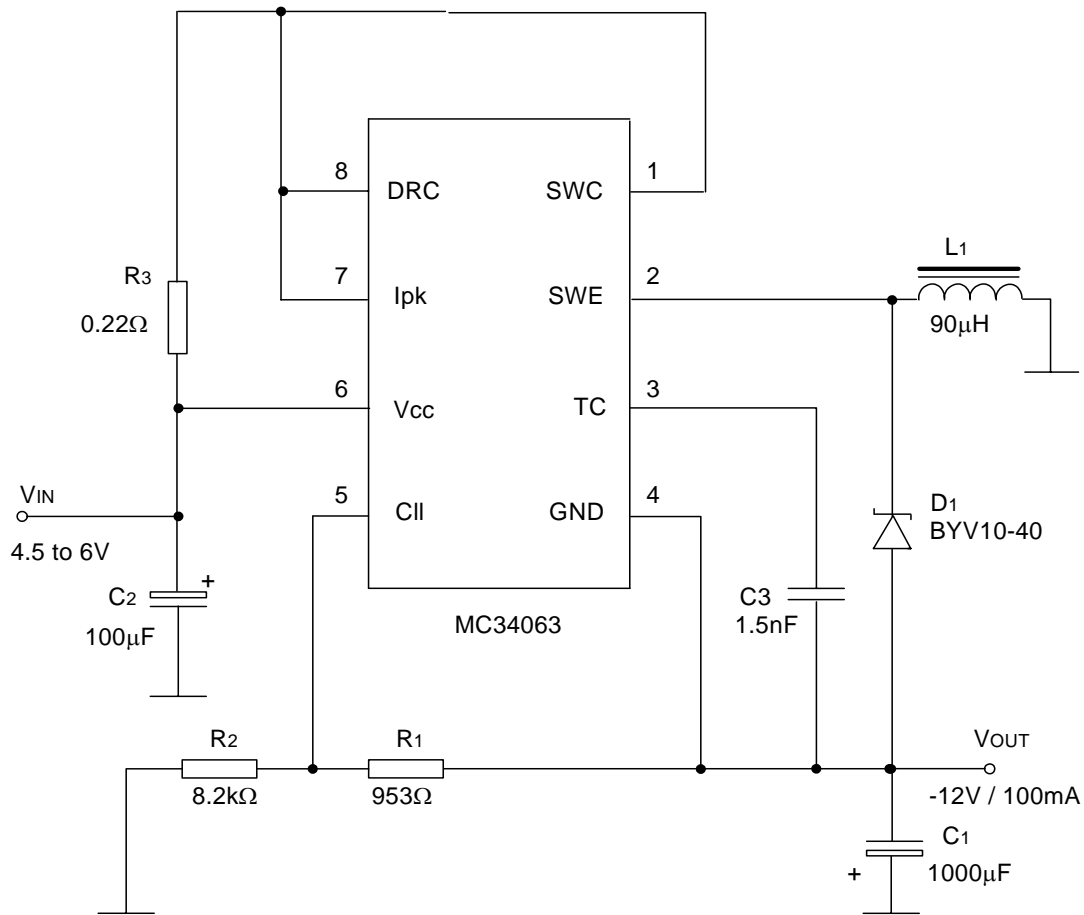 8
DRC
SWC
1
L1
R3
0.22Ω
7
Ipk
SWE
2
90µH
6
Vcc
TC
3
VIN
4.5 to 6V
5
CII
GND
4
D1
BYV10-40
C2
+
100µF
MC34063
C3
1.5nF
R2
8.2kΩ
R1
953Ω
VOUT
-12V / 100mA
C1
+
1000µF